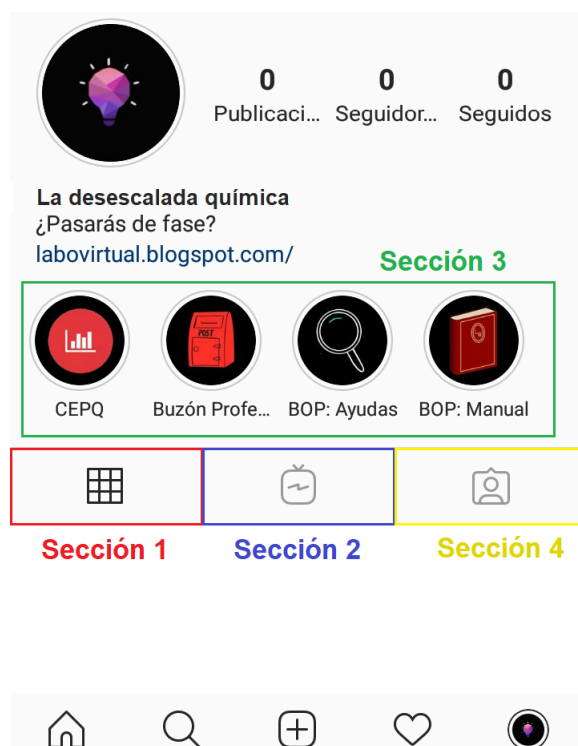 0 0 0
Publicaci... Seguidor... Seguidos
La desescalada química
¿Pasarás de fase?
labovirtual.blogspot.com/
Sección 3
POST
CEPQ Buzón Profe... BOP: Ayudas BOP: Manual
Sección 1 Sección 2 Sección 4